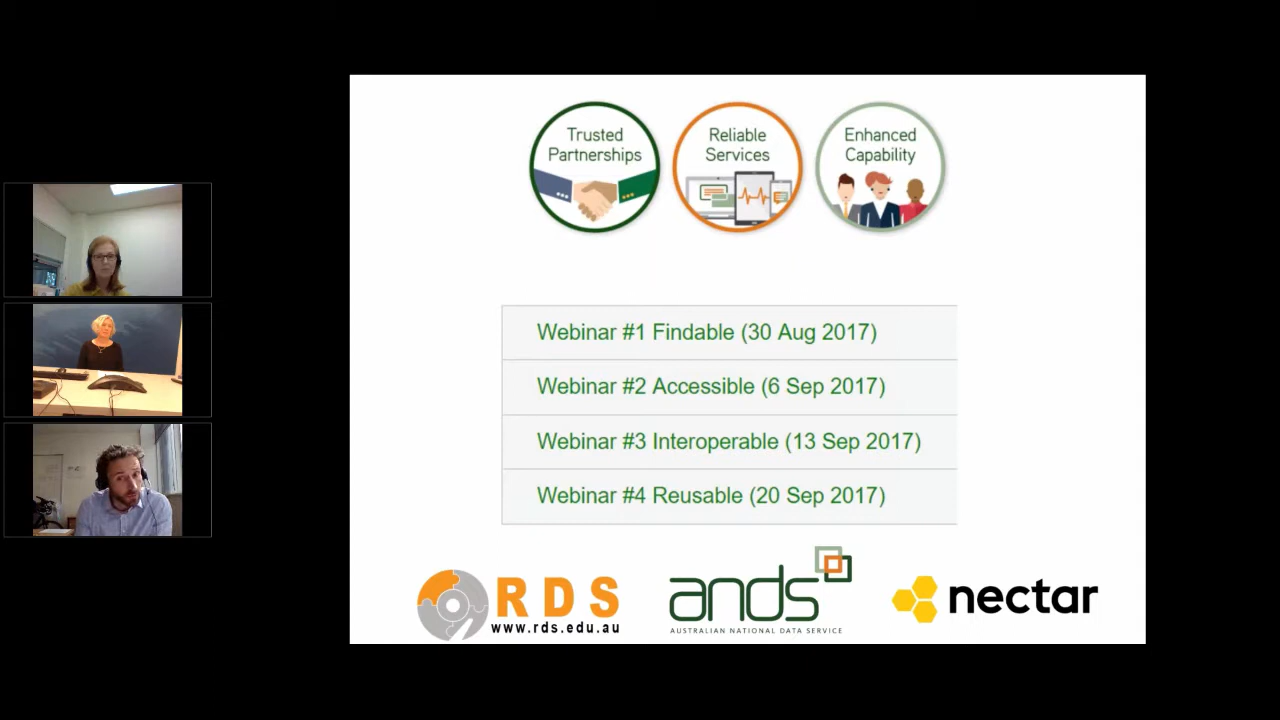 Trusted
Partnerships
Reliable
Services
Enhanced
Capability
Webinar #1 Findable (30 Aug 2017)
Webinar #2 Accessible (6 Sep 2017)
Webinar #3 Interoperable (13 Sep 2017)
Webinar #4 Reusable (20 Sep 2017)
RDS
www.rds.edu.au
ands
AUSTRALIAN NATIONAL DATA SERVICE
nectar